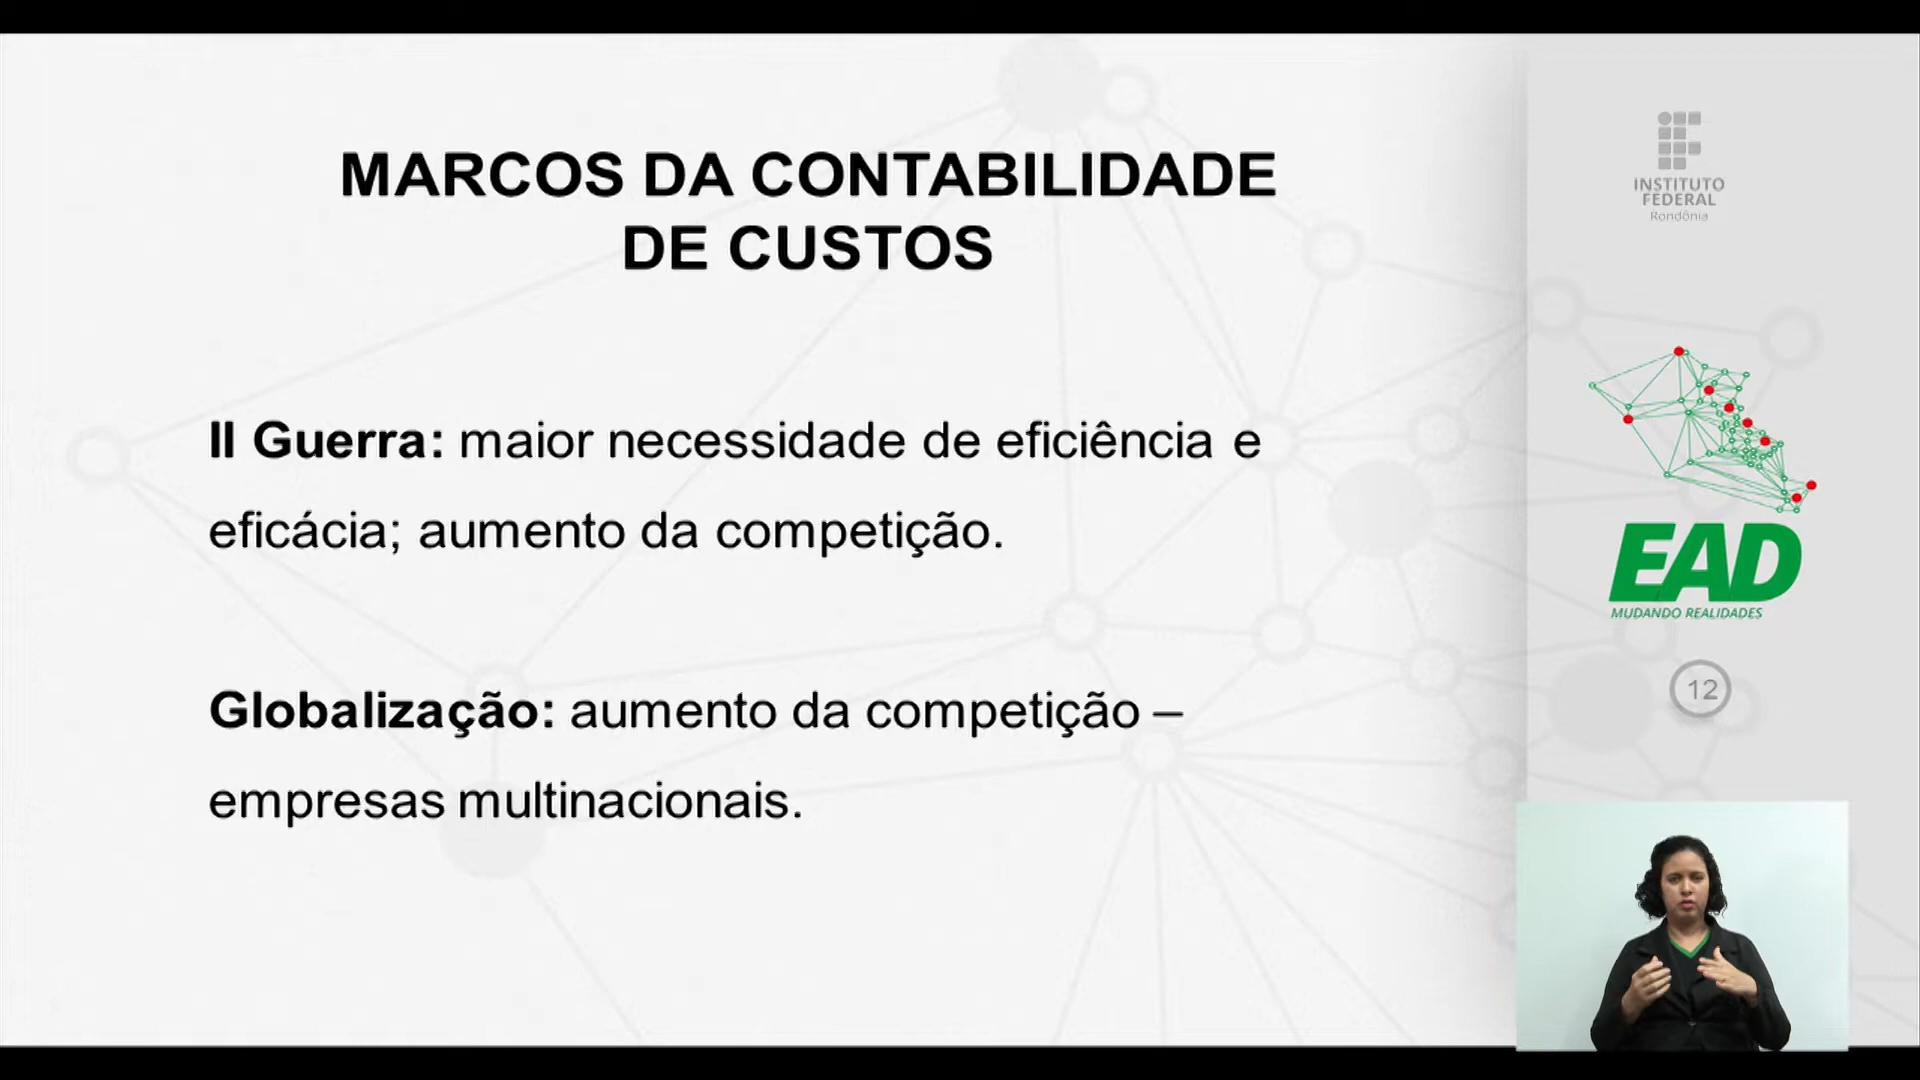 MARCOS DA CONTABILIDADE
DE CUSTOS
II Guerra: maior necessidade de eficiência e
eficácia; aumento da competição.
Globalização: aumento da competição –
empresas multinacionais.
INSTITUTO
FEDERAL
Rondônia
EAD
MUDANDO REALIDADES
12